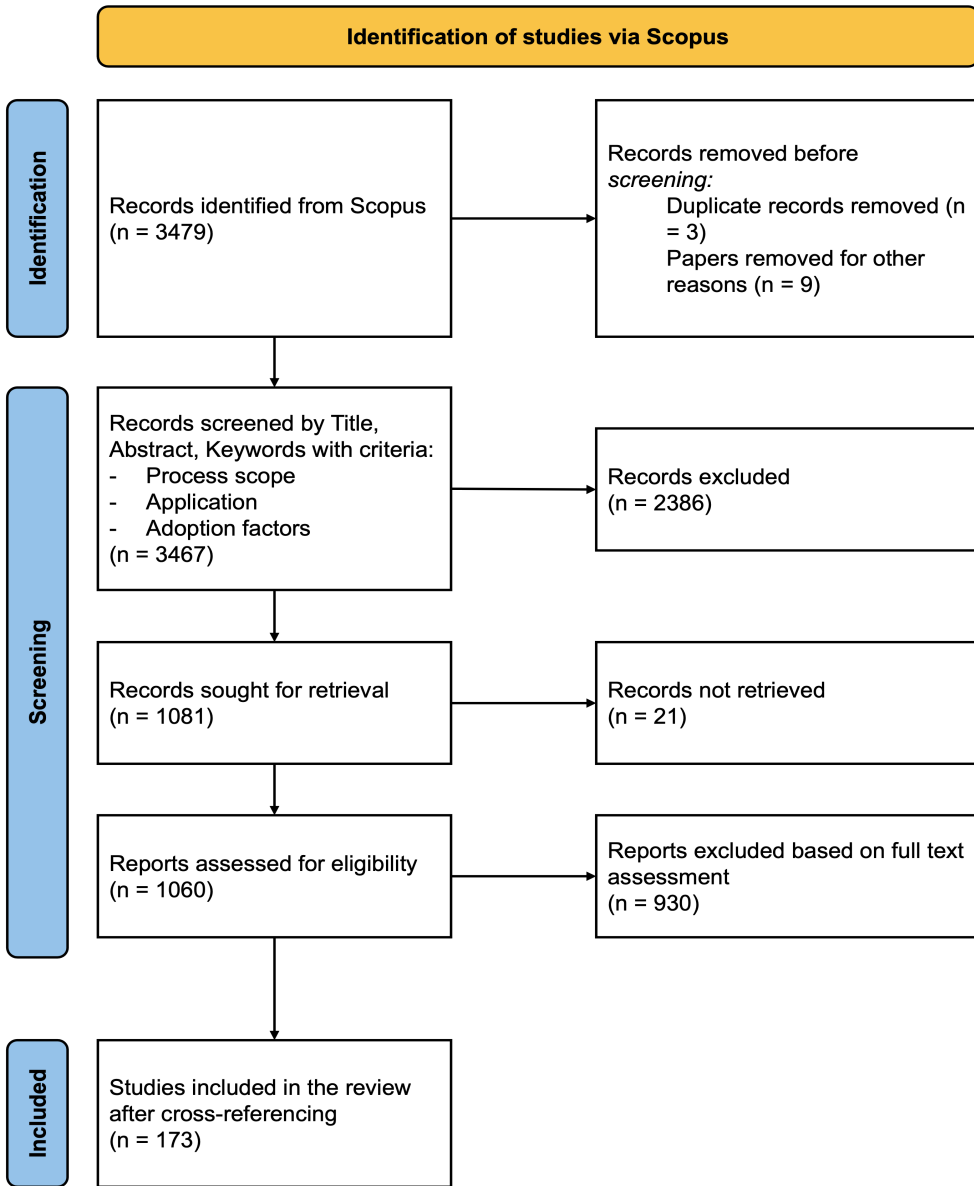 Identification of studies via Scopus
Identification
Records identified from Scopus
(n = 3479)
Records removed before
screening:
Duplicate records removed (n
= 3)
Papers removed for other
reasons (n = 9)
Screening
Records screened by Title,
Abstract, Keywords with criteria:
- Process scope
- Application
- Adoption factors
(n = 3467)
Records excluded
(n = 2386)
Records sought for retrieval
(n = 1081)
Records not retrieved
(n = 21)
Reports assessed for eligibility
(n = 1060)
Reports excluded based on full text
assessment
(n = 930)
Included
Studies included in the review
after cross-referencing
(n = 173)